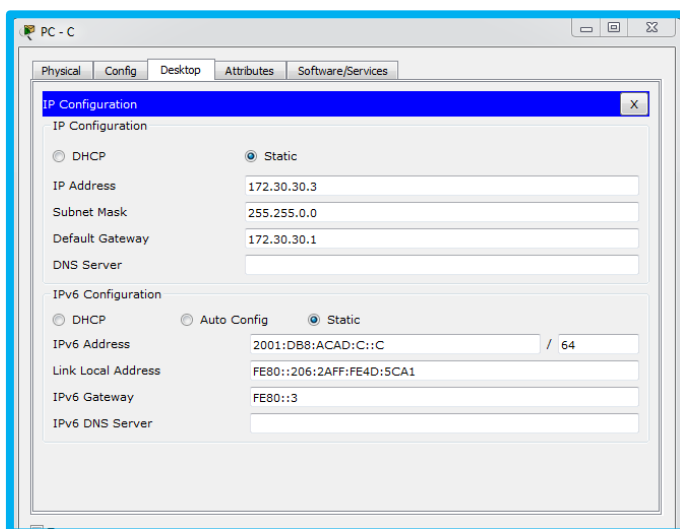 PC - C
Physical Config Desktop Attributes Software/Services
IP Configuration X
IP Configuration
DHCP Static
IP Address 172.30.30.3
Subnet Mask 255.255.0.0
Default Gateway 172.30.30.1
DNS Server
IPv6 Configuration
DHCP Auto Config Static
IPv6 Address 2001:DB8:ACAD:C::C / 64
Link Local Address FE80::206:2AFF:FE4D:5CA1
IPv6 Gateway FE80::3
IPv6 DNS Server